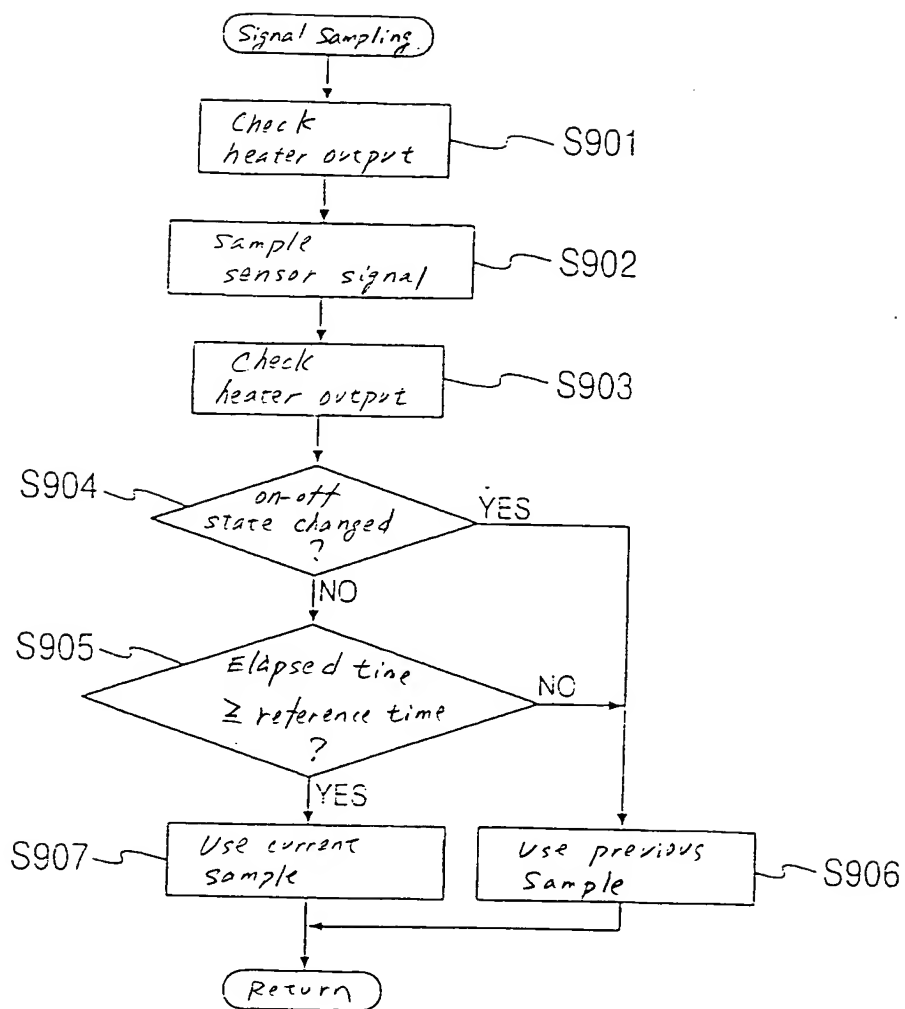 Signal Sampling
Check
heater output
S901
Sample
sensor signal
S902
Check
heater output
S903
S904
on-off
state changed
?
YES
NO
S905
Elapsed time
≧ reference time
?
NO
YES
S907
Use current
sample
Use previous
sample
S906
Return